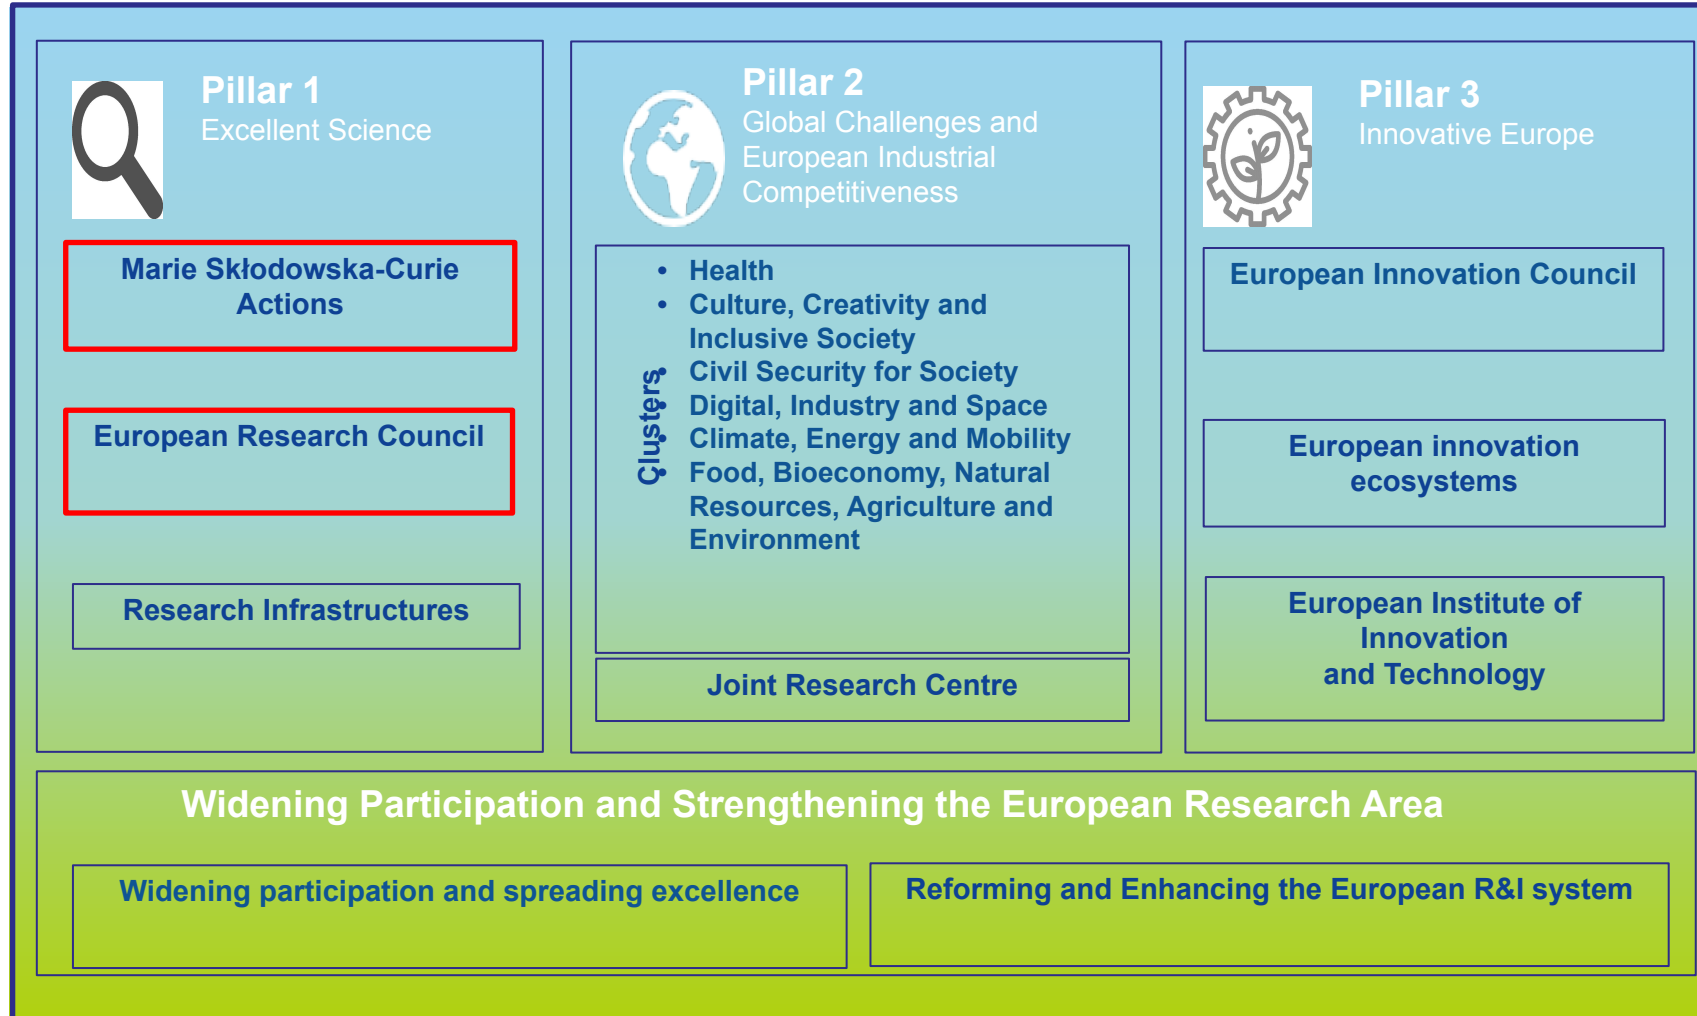 Pillar 1
Excellent Science
Marie Skłodowska-Curie
Actions
European Research Council
Research Infrastructures
Pillar 2
Global Challenges and
European Industrial
Competitiveness
Clusters
• Health
• Culture, Creativity and
Inclusive Society
• Civil Security for Society
• Digital, Industry and Space
• Climate, Energy and Mobility
• Food, Bioeconomy, Natural
Resources, Agriculture and
Environment
Joint Research Centre
Pillar 3
Innovative Europe
European Innovation Council
European innovation
ecosystems
European Institute of
Innovation
and Technology
Widening Participation and Strengthening the European Research Area
Widening participation and spreading excellence
Reforming and Enhancing the European R&I system